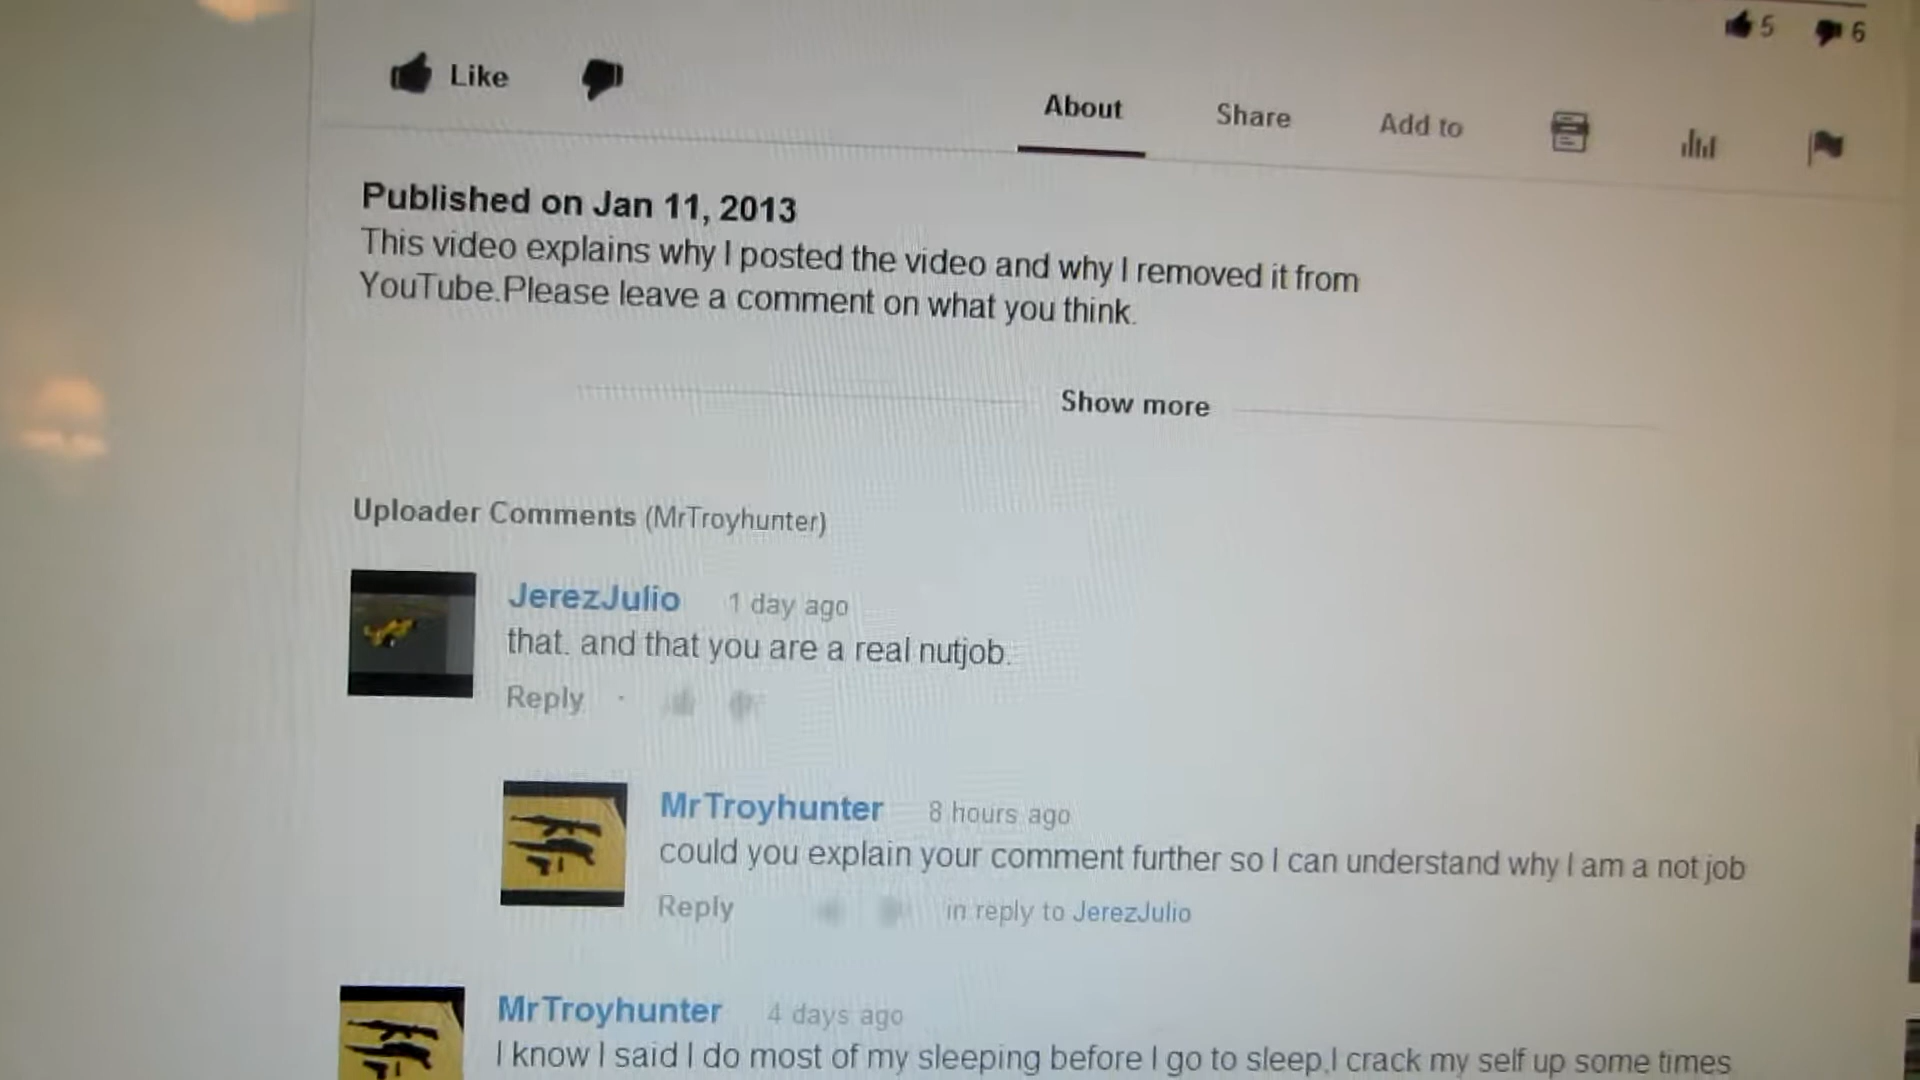 5 6
Like
About Share Add to
Published on Jan 11, 2013
This video explains why I posted the video and why I removed it from
YouTube.Please leave a comment on what you think.
Show more
Uploader Comments (MrTroyhunter)
JerezJulio 1 day ago
that. and that you are a real nutjob.
Reply ·
MrTroyhunter 8 hours ago
could you explain your comment further so I can understand why I am a not job
Reply in reply to JerezJulio
MrTroyhunter 4 days ago
I know I said I do most of my sleeping before I go to sleep,I crack my self up some times